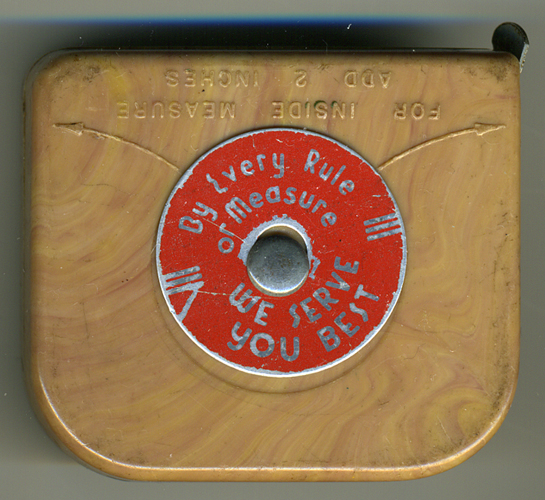 FOR INSIDE MEASURE
ADD 2 INCHES
By Every Rule
of Measure
WE SERVE
YOU BEST